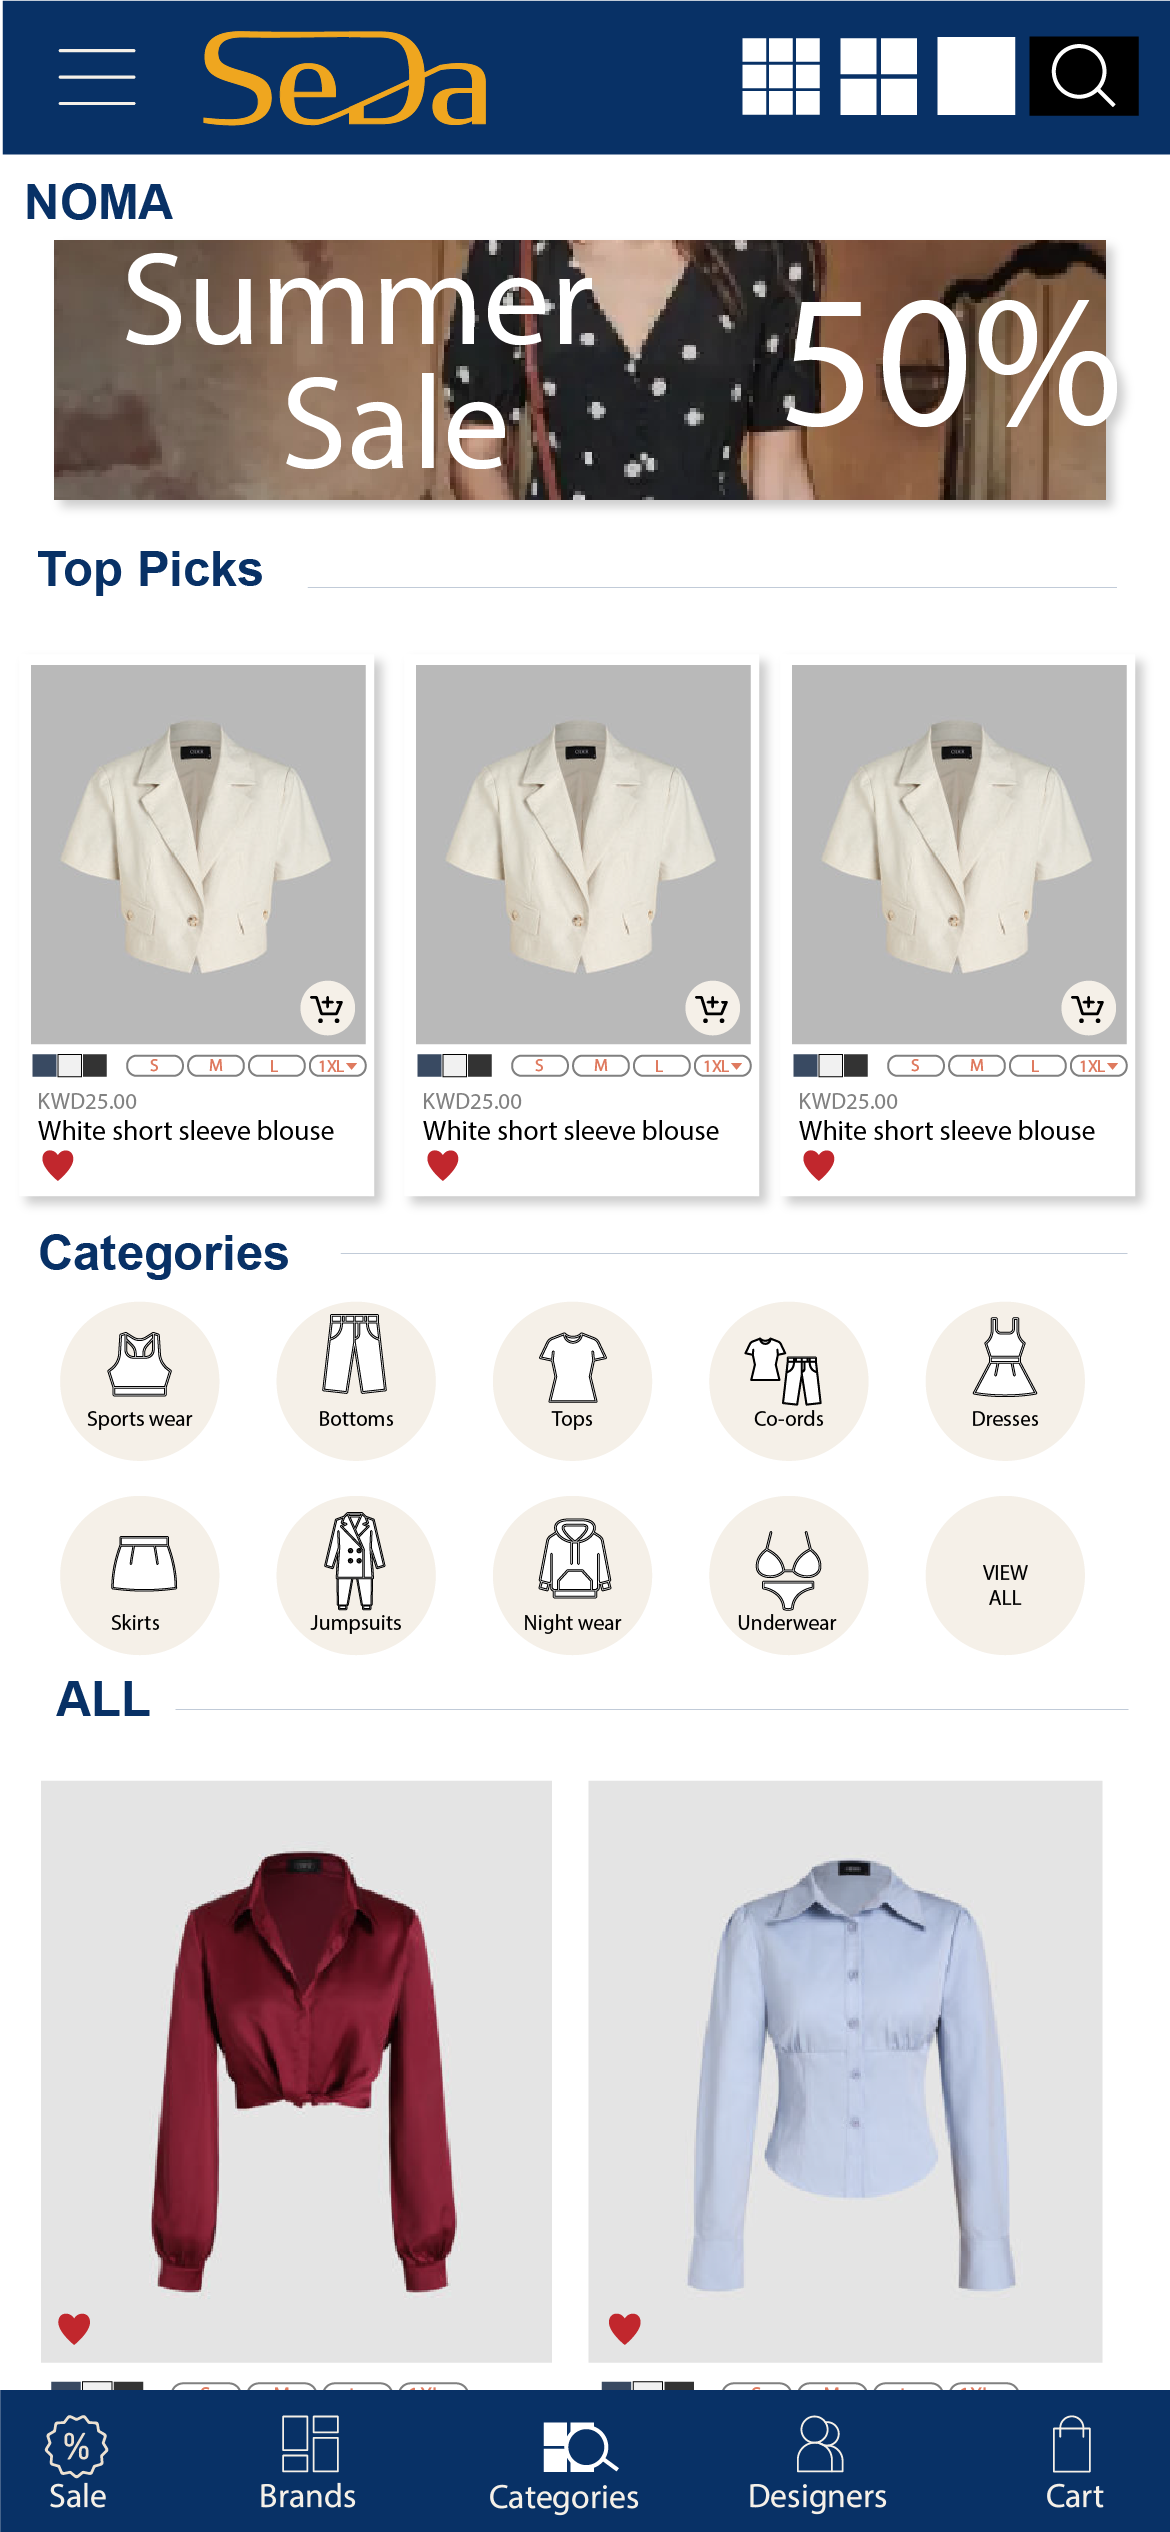 SeDa
NOMA
Summer
Sale
50%
Top Picks
S M L 1XL
KWD25.00
White short sleeve blouse
S M L 1XL
KWD25.00
White short sleeve blouse
S M L 1XL
KWD25.00
White short sleeve blouse
Categories
Sports wear
Bottoms
Tops
Co-ords
Dresses
Skirts
Jumpsuits
Night wear
Underwear
VIEW
ALL
ALL
%
Sale
Brands
Categories
Designers
Cart